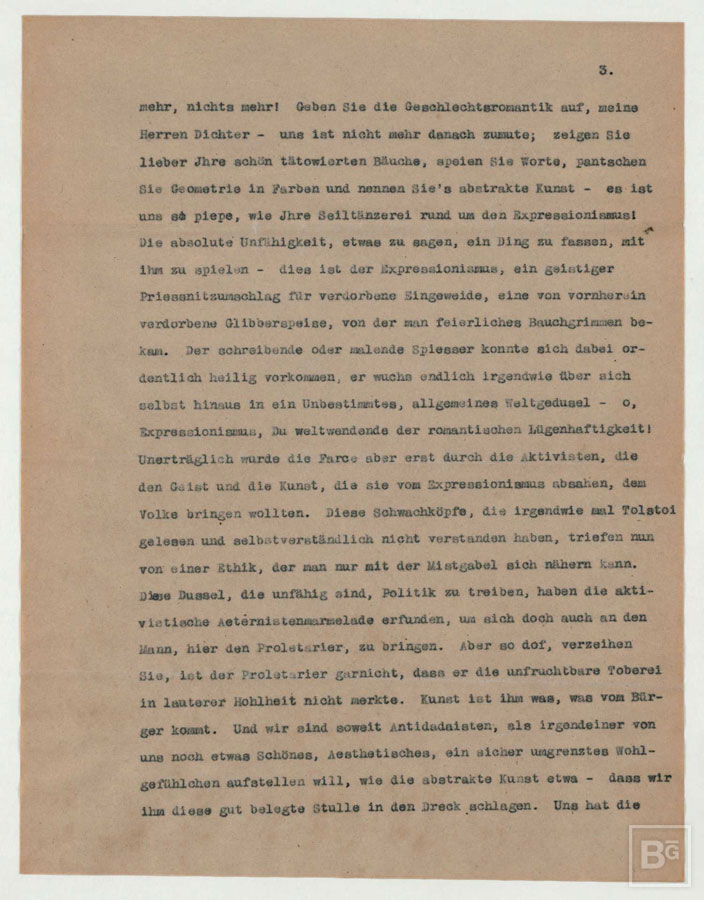 3.
mehr, nichts mehr!  Geben Sie die Geschlechtsromantik auf, meine
Herren Dichter -  uns ist nicht mehr danach zumute;  zeigen Sie
lieber Jhre schön tätowierten Bäuche, speien Sie Worte, pantschen
Sie Geometrie in Farben und nennen Sie's abstrakte Kunst -  es ist
uns so piepe, wie Jhre Seiltänzerei rund um den Expressionismus!
Die absolute Unfähigkeit, etwas zu sagen, ein Ding zu fassen, mit
ihm zu spielen -  dies ist der Expressionismus, ein geistiger
Priessnitzumschlag für verdorbene Eingeweide, eine von vornherein
verdorbene Glibberspeise, von der man feierliches Bauchgrimmen be-
kam.  Der schreibende oder malende Spiesser konnte sich dabei or-
dentlich heilig vorkommen, er wuchs endlich irgendwie über sich
selbst hinaus in ein Unbestimmtes, allgemeines Weltgedusel -  o,
Expressionismus, Du weltwendende der romantischen Lügenhaftigkeit!
Unerträglich wurde die Farce aber erst durch die Aktivisten, die
den Geist und die Kunst, die sie vom Expressionismus absahen, dem
Volke bringen wollten.  Diese Schwachköpfe, die irgendwie mal Tolstoi
gelesen und selbstverständlich nicht verstanden haben, triefen nun
von einer Ethik, der man nur mit der Mistgabel sich nähern kann.
Diese Dussel, die unfähig sind, Politik zu treiben, haben die akti-
vistische Aeternistenmarmelade erfunden, um sich doch auch an den
Mann, hier den Proletarier, zu bringen.  Aber so dof, verzeihen
Sie, ist der Proletarier garnicht, dass er die unfruchtbare Toberei
in lauterer Hohlheit nicht merkte.  Kunst ist ihm was, was vom Bür-
ger kommt.  Und wir sind soweit Antidadaisten, als irgendeiner von
uns noch etwas Schönes, Aesthetisches, ein sicher umgrenztes Wohl-
gefühlchen aufstellen will, wie die abstrakte Kunst etwa -  dass wir
ihm diese gut belegte Stulle in den Dreck schlagen.  Uns hat die
BG